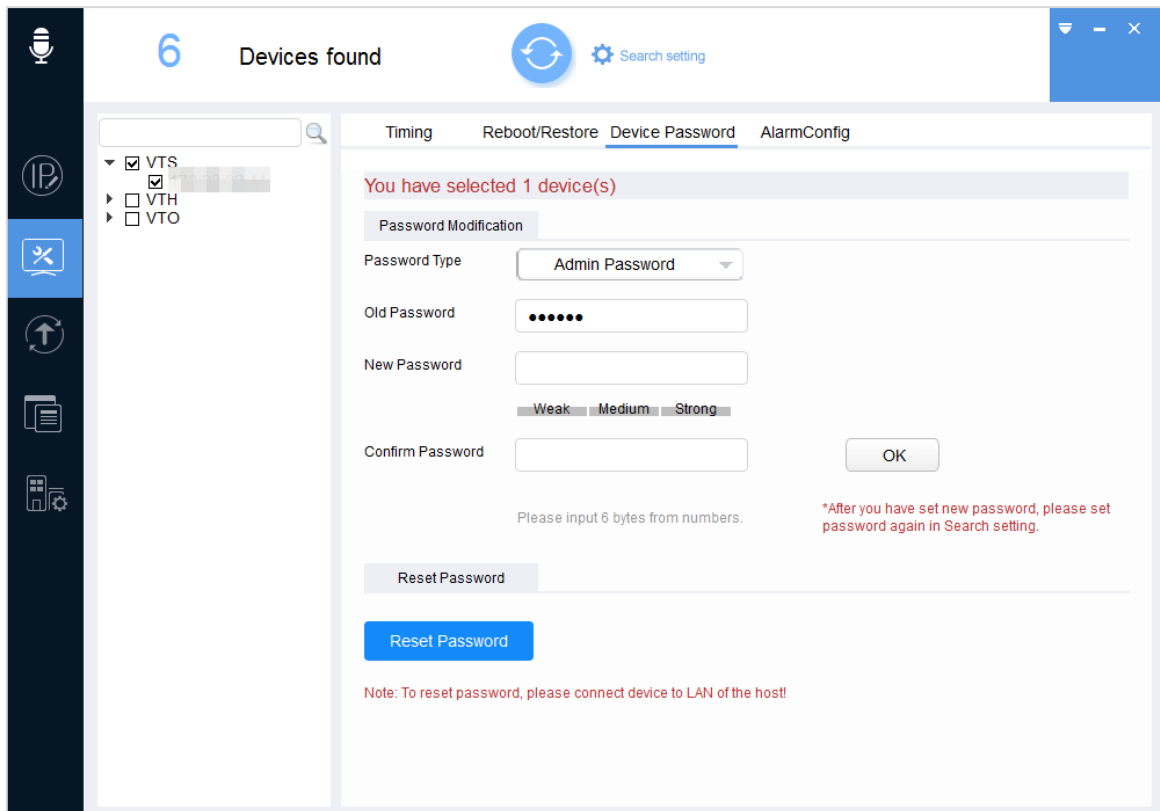 6 Devices found Search setting
Timing Reboot/Restore Device Password AlarmConfig
VTS
VTH
VTO
You have selected 1 device(s)
Password Modification
Password Type Admin Password
Old Password ●●●●●●
New Password
Weak Medium Strong
Confirm Password OK
Please input 6 bytes from numbers.
*After you have set new password, please set
password again in Search setting.
Reset Password
Reset Password
Note: To reset password, please connect device to LAN of the host!
IP